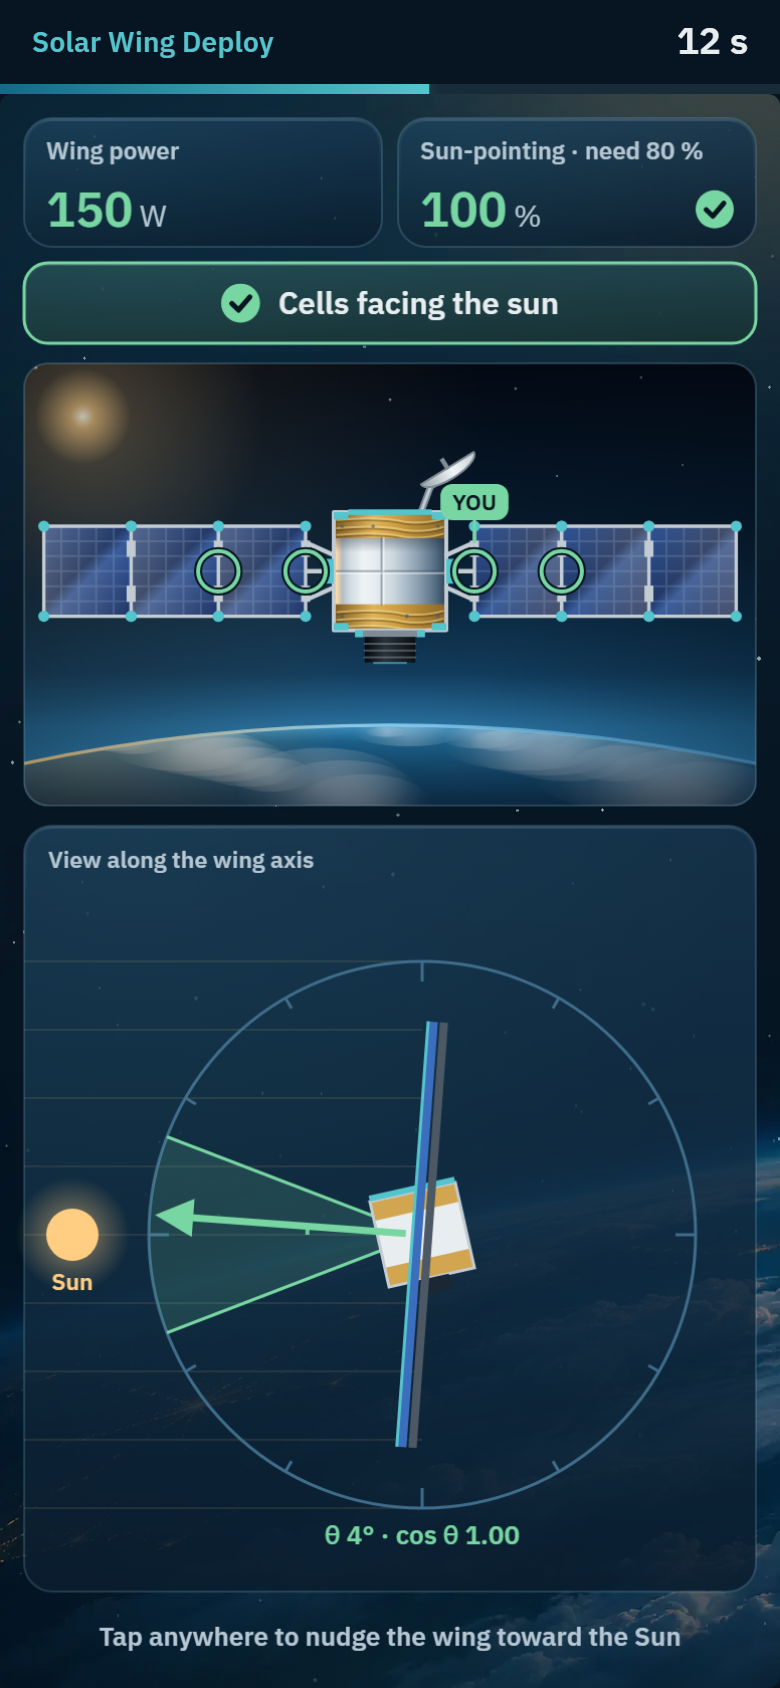 Solar Wing Deploy
12 s
Wing power
150 W
Sun-pointing · need 80 %
100 %
Cells facing the sun
YOU
View along the wing axis
Sun
θ 4° · cos θ 1.00
Tap anywhere to nudge the wing toward the Sun